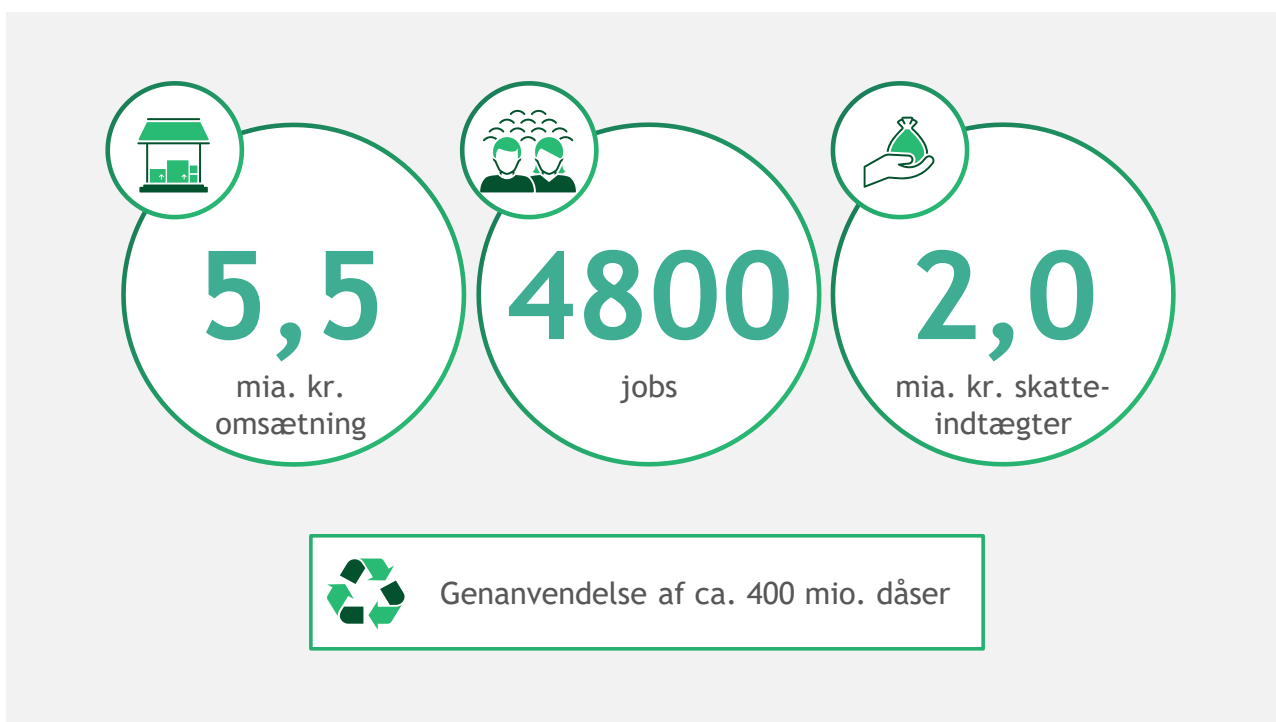 5,5
mia. kr.
omsætning
4800
jobs
2,0
mia. kr. skatte-
indtægter
Genanvendelse af ca. 400 mio. dåser